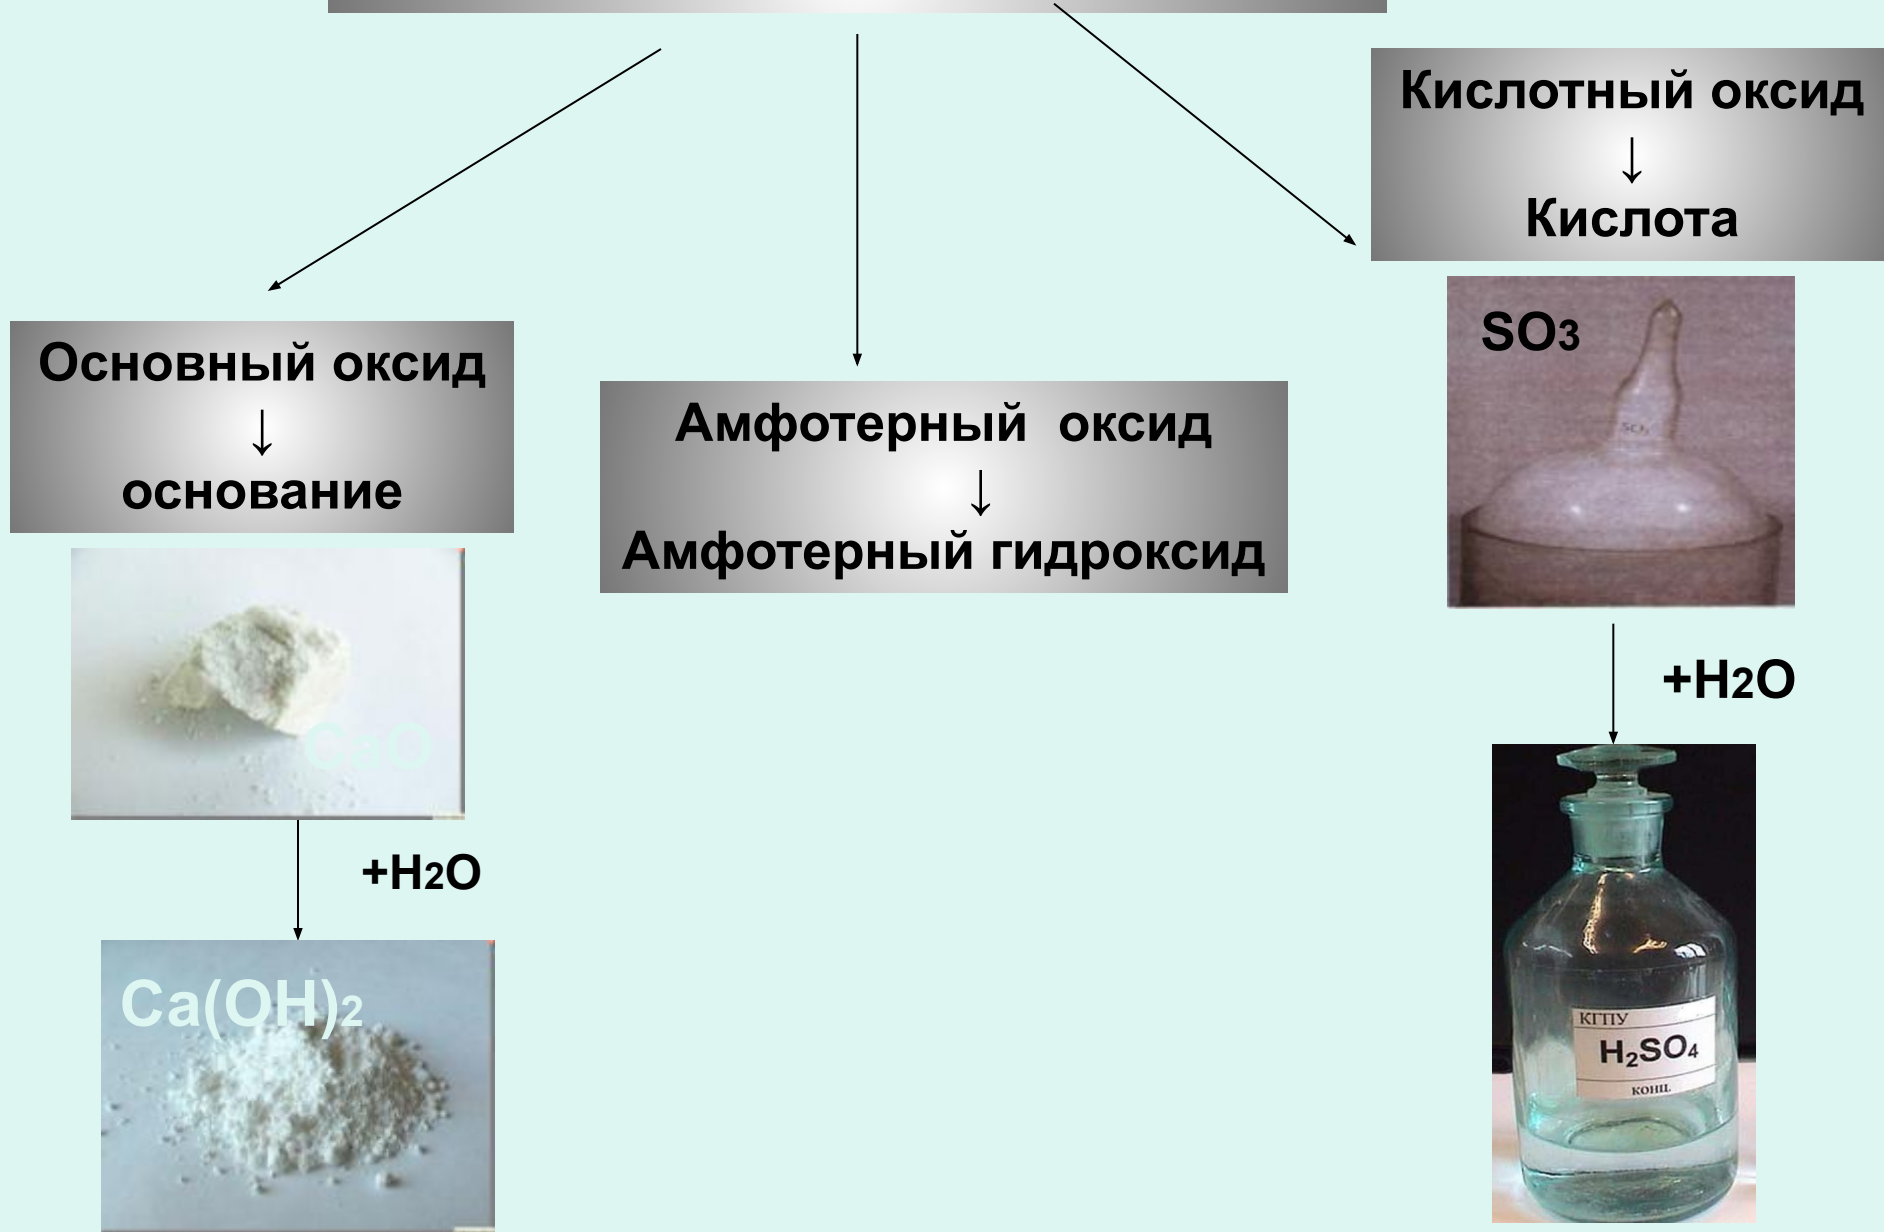 Кислотный оксид
↓
Кислота
SO3
+H2O
КГПУ
H2SO4
конц.
Основный оксид
↓
основание
CaO
+H2O
Ca(OH)2
Амфотерный оксид
↓
Амфотерный гидроксид